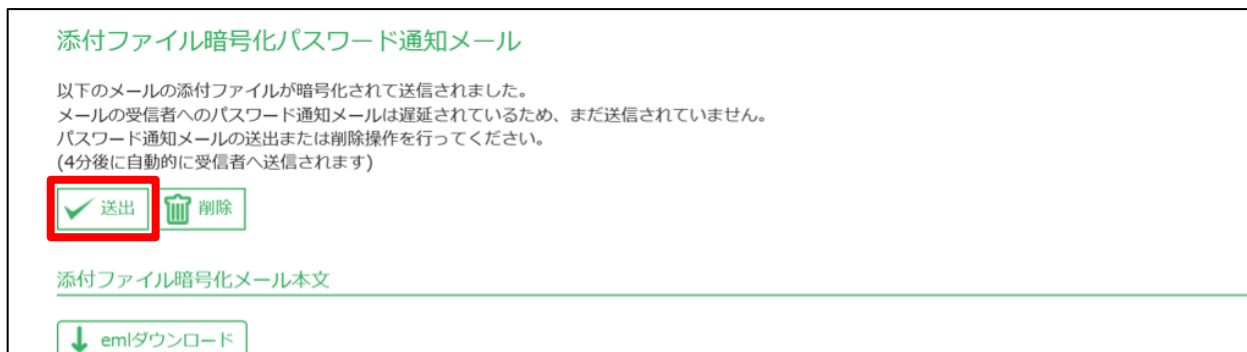 添付ファイル暗号化パスワード通知メール
以下のメールの添付ファイルが暗号化されて送信されました。
メールの受信者へのパスワード通知メールは遅延されているため、まだ送信されていません。
パスワード通知メールの送出または削除操作を行ってください。
(4分後に自動的に受信者へ送信されます)
送出 削除
添付ファイル暗号化メール本文
emlダウンロード